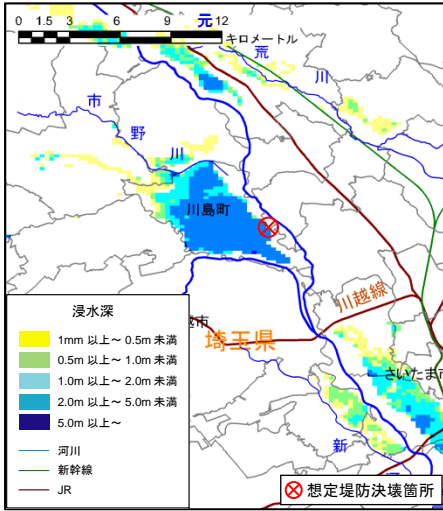 元
荒
川
0 1.5 3 6 9 12
キロメートル
市
野
川
川島町
川越線
越市
埼玉県
さいたま市
新
浸水深
1mm 以上～ 0.5m 未満
0.5m 以上～ 1.0m 未満
1.0m 以上～ 2.0m 未満
2.0m 以上～ 5.0m 未満
5.0m 以上～
河川
新幹線
JR
想定堤防決壊箇所